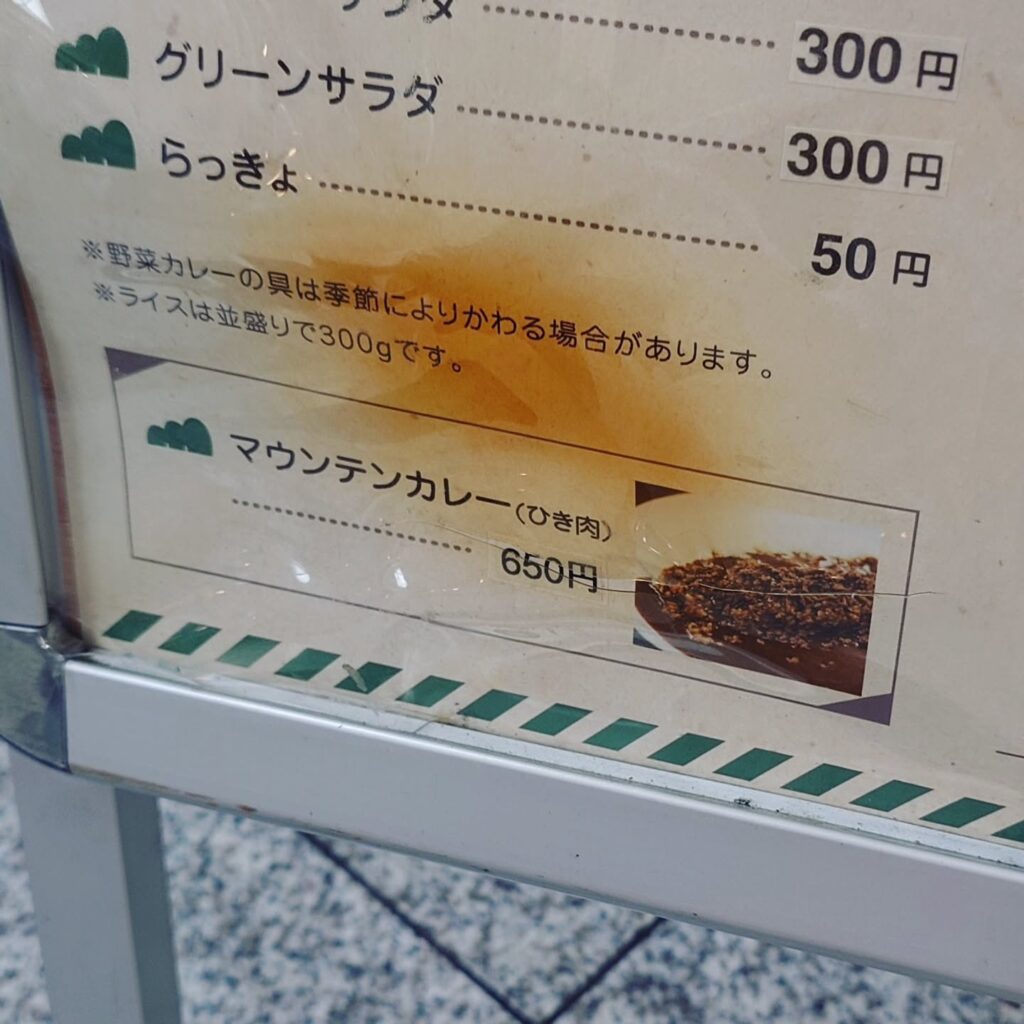 ラダ 300円
グリーンサラダ 300円
らっきょ 50円
※野菜カレーの具は季節によりかわる場合があります。
※ライスは並盛りで300gです。
マウンテンカレー(ひき肉)
650円